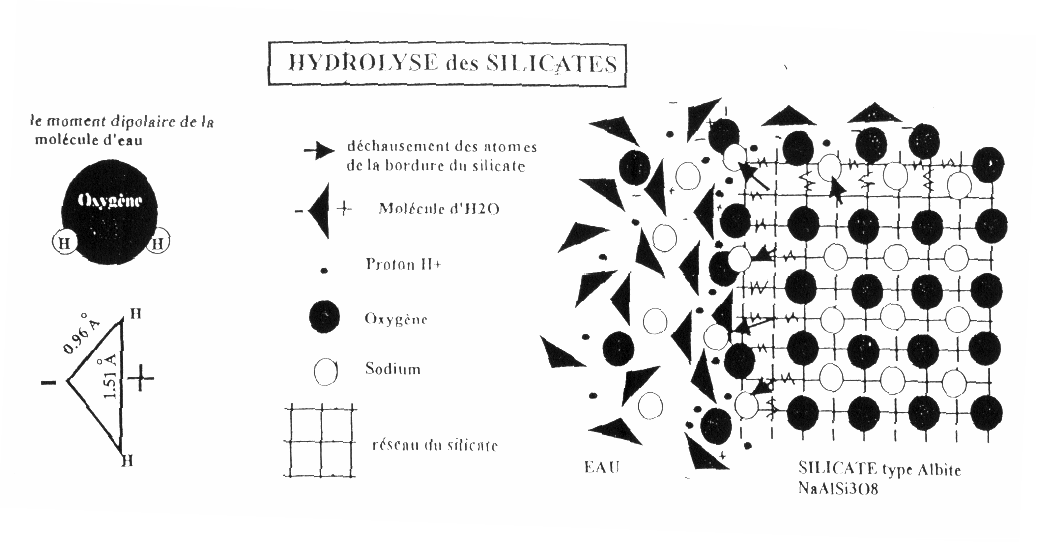 HYDROLYSE des SILICATES
le moment dipolaire de la
molécule d'eau
Oxygène
H
H
0.96 A°
1.51 A°
H
H
-
+
déchausement des atomes
de la bordure du silicate
- + Molécule d'H2O
Proton H+
Oxygène
Sodium
réseau du silicate
EAU
SILICATE type Albite
NaAlSi3O8